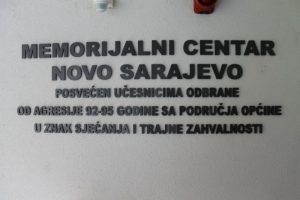 MEMORIJALNI CENTAR
NOVO SARAJEVO
POSVEĆEN UČESNICIMA ODBRANE
OD AGRESIJE 92-95 GODINE SA PODRUČJA OPĆINE
U ZNAK SJEĆANJA I TRAJNE ZAHVALNOSTI